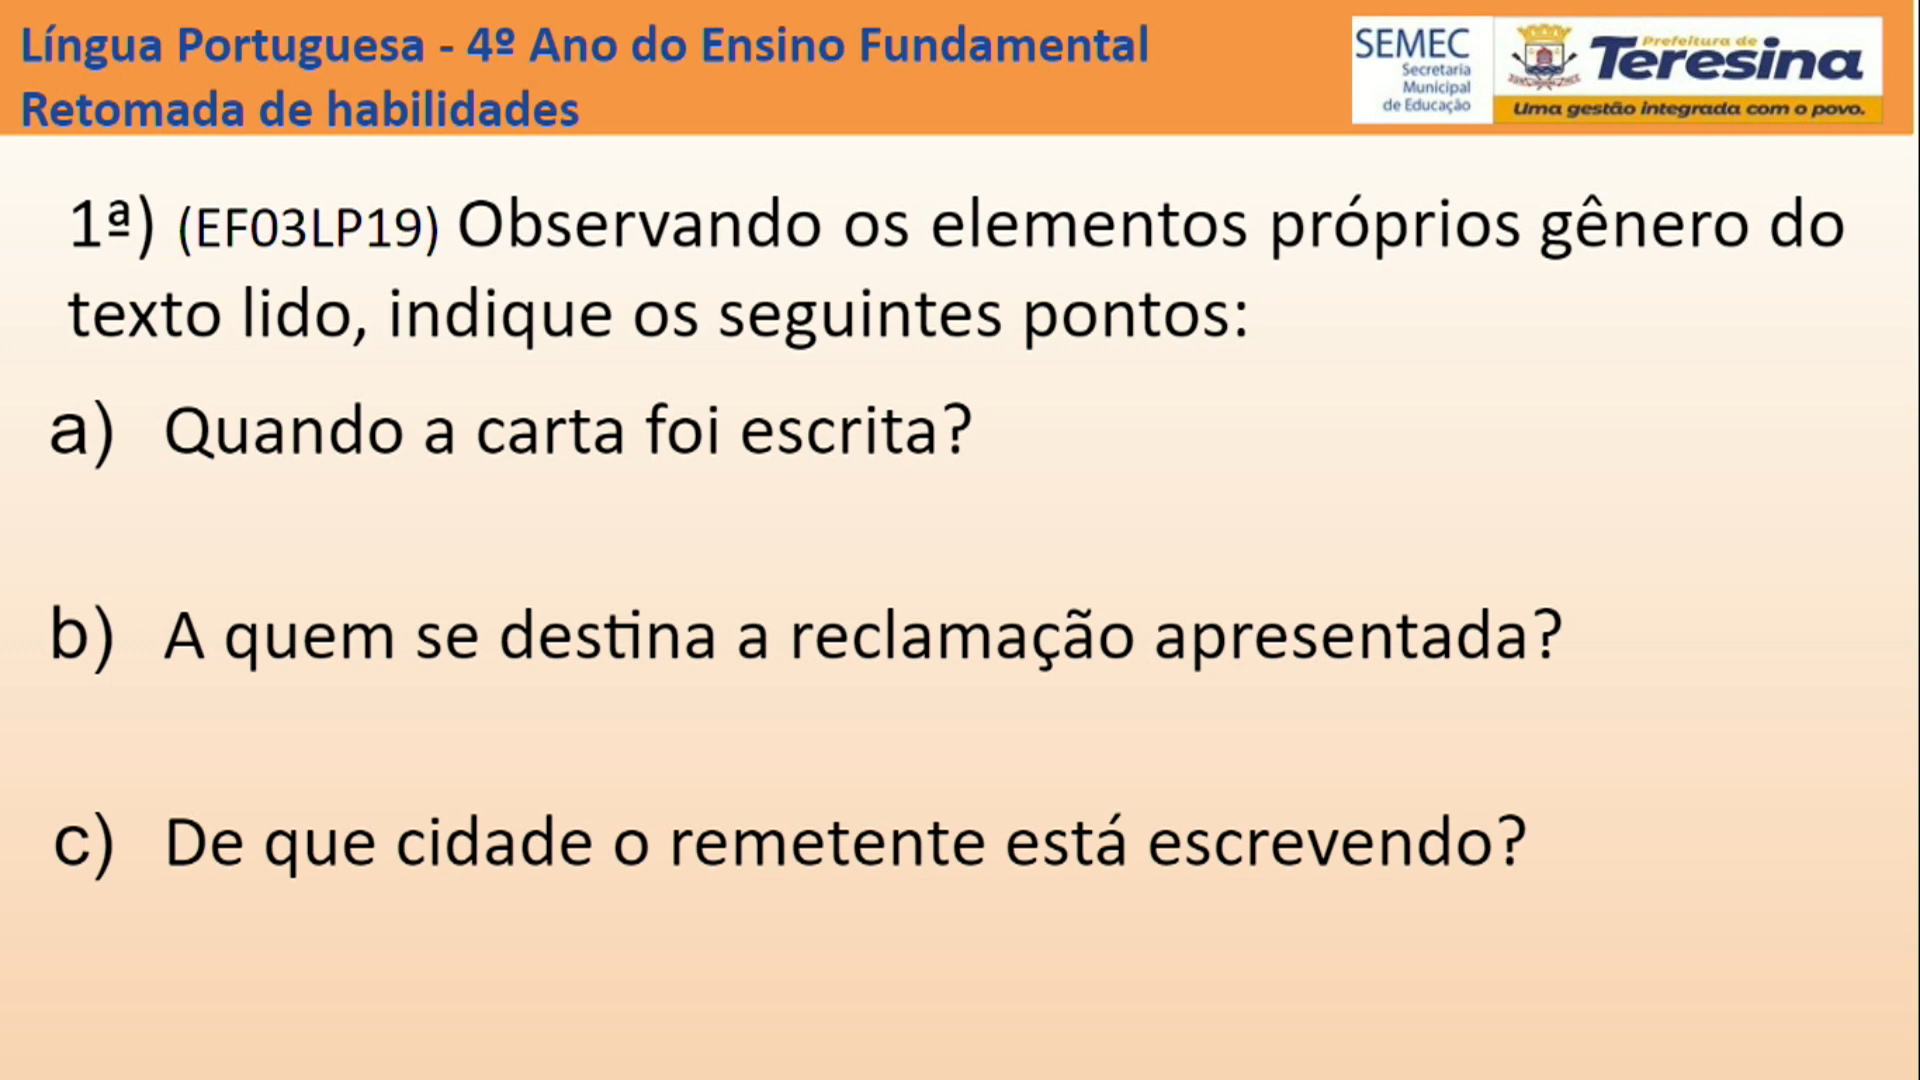 Língua Portuguesa - 4º Ano do Ensino Fundamental
Retomada de habilidades
SEMEC
Secretaria
Municipal
de Educação
Prefeitura de
Teresina
Uma gestão integrada com o povo.
1ª) (EF03LP19) Observando os elementos próprios gênero do
texto lido, indique os seguintes pontos:
a) Quando a carta foi escrita?
b) A quem se destina a reclamação apresentada?
c) De que cidade o remetente está escrevendo?